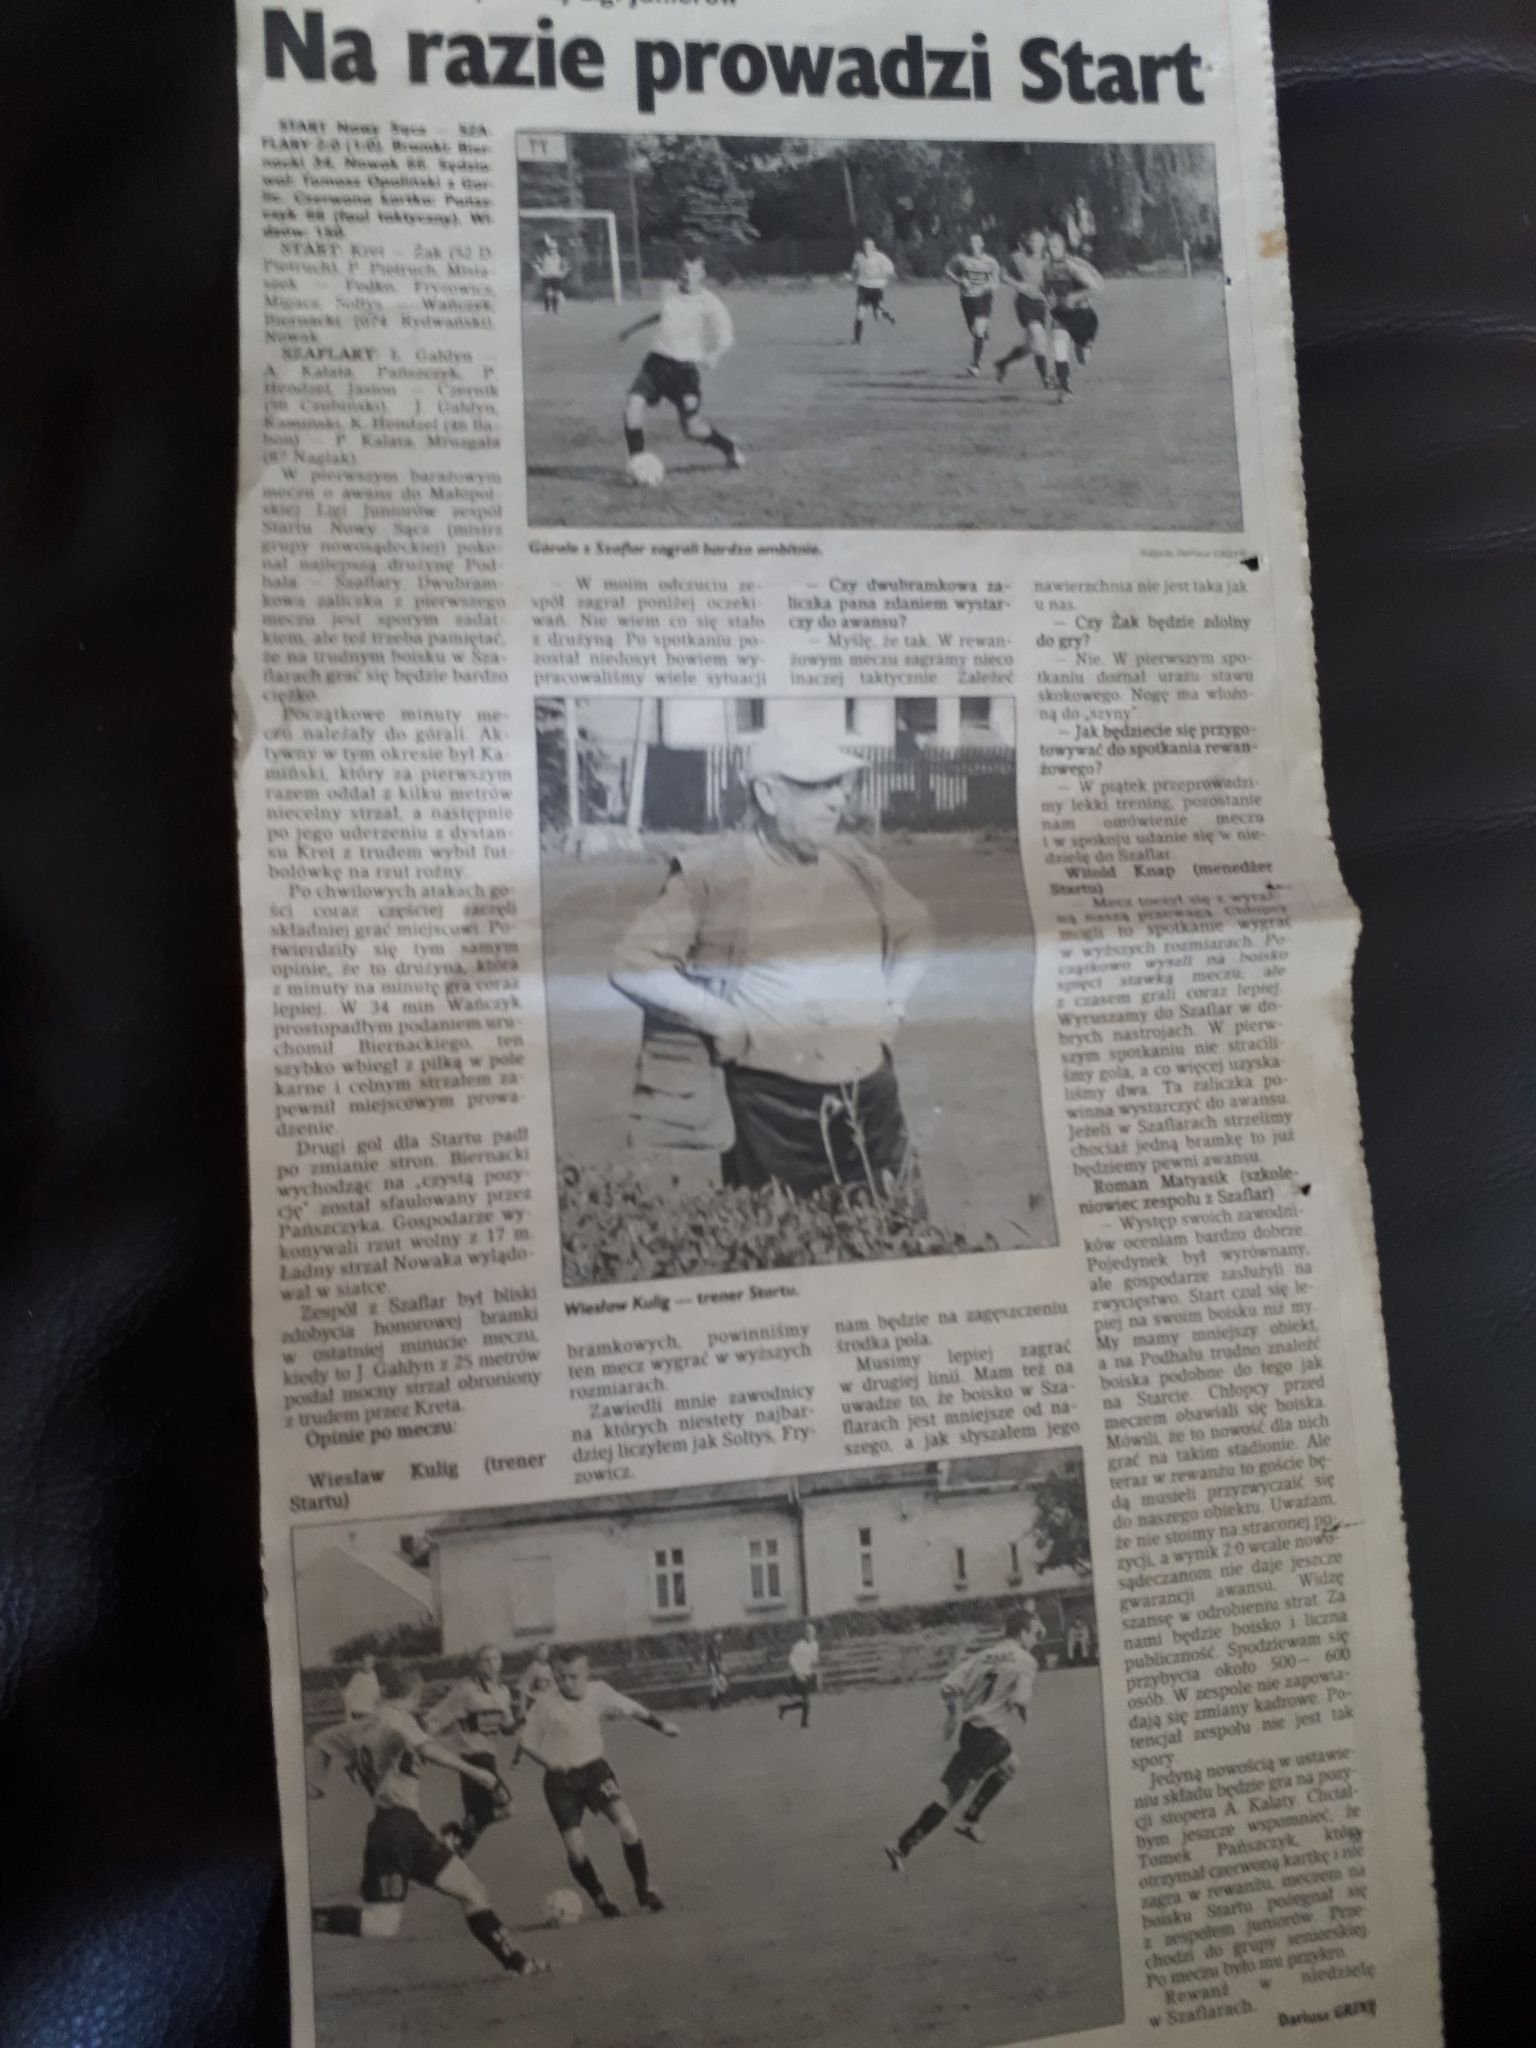 ligi juniorów
Na razie prowadzi Start
START Nowy Sącz – SZA-
FLARY 2:0 (1:0). Bramki: Bier-
nacki 34, Nowak 66. Sędzio-
wał: Tomasz Opaliński z Gor-
lic. Czerwona kartka: Pańsz-
czyk 66 (faul taktyczny). Wi-
dzów: 150.
START: Kret – Żak (52 D.
Piotruch), P. Piotruch, Misia-
szek – Podko, Fryzowicz,
Migacz, Sołtys – Wańczyk,
Biernacki (074 Rydwański),
Nowak.
SZAFLARY: Ł. Gałdyn –
A. Kalata, Pańszczyk, P.
Hendzel, Jasion – Czernik
J. Gałdyn,
Kamiński, K. Hendzel (46 Ba-
bon) – P. Kalata, Mrugała
(87 Naglak).
W pierwszym barażowym
meczu o awans do Małopol-
skiej Ligi Juniorów zespół
Startu Nowy Sącz (mistrz
grupy nowosądeckiej) poko-
nał najlepszą drużynę Pod-
hala – Szaflary. Dwubram-
kowa zaliczka z pierwszego
meczu jest sporym zadat-
kiem, ale też trzeba pamiętać,
że na trudnym boisku w Sza-
flarach grać się będzie bardzo
ciężko.
Początkowe minuty me-
czu należały do górali. Ak-
tywny w tym okresie był Ka-
miński, który za pierwszym
razem oddał z kilku metrów
niecelny strzał, a następnie
po jego uderzeniu z dystan-
su Kret z trudem wybił fut-
bolówkę na rzut rożny.
Po chwilowych atakach go-
ści coraz częściej zaczęli
składniej grać miejscowi. Po-
twierdziły się tym samym
opinie, że to drużyna, która
z minuty na minutę gra coraz
lepiej. W 34 min Wańczyk
prostopadłym podaniem uru-
chomił Biernackiego, ten
szybko wbiegł z piłką w pole
karne i celnym strzałem za-
pewnił miejscowym prowa-
dzenie.
Drugi gol dla Startu padł
po zmianie stron. Biernacki
wychodząc na „czystą pozy-
cję" został sfaulowany przez
Pańszczyka. Gospodarze wy-
konywali rzut wolny z 17 m.
Ładny strzał Nowaka wylądo-
wał w siatce.
Zespół z Szaflar był bliski
zdobycia honorowej bramki
w ostatniej minucie meczu,
kiedy to J. Gałdyn z 25 metrów
posłał mocny strzał obroniony
z trudem przez Kreta.
Opinie po meczu:
Wiesław Kulig (trener
Startu)
TT
Górale z Szaflar zagrali bardzo ambitnie.
– W moim odczuciu ze-
spół zagrał poniżej oczeki-
wań. Nie wiem co się stało
z drużyną. Po spotkaniu po-
został niedosyt bowiem wy-
pracowaliśmy wiele sytuacji
Wiesław Kulig — trener Startu.
bramkowych, powinniśmy
ten mecz wygrać w wyższych
rozmiarach.
Zawiedli mnie zawodnicy
na których niestety najbar-
dziej liczyłem jak Sołtys, Fry-
zowicz.
– Czy dwubramkowa za-
liczka pana zdaniem wystar-
czy do awansu?
– Myślę, że tak. W rewan-
żowym meczu zagramy nieco
inaczej taktycznie. Zależeć
nam będzie na zagęszczeniu
środka pola.
Musimy lepiej zagrać
w drugiej linii. Mam też na
uwadze to, że boisko w Sza-
flarach jest mniejsze od na-
szego, a jak słyszałem jego
nawierzchnia nie jest taka jak
u nas.
– Czy Żak będzie zdolny
do gry?
– Nie. W pierwszym spo-
tkaniu doznał urazu stawu
skokowego. Nogę ma włożo-
ną do „szyny".
– Jak będziecie się przygo-
towywać do spotkania rewan-
żowego?
– W piątek przeprowadzi-
my lekki trening, pozostanie
nam omówienie meczu
i w spokoju udanie się w nie-
dzielę do Szaflar.
Witold Knap (menedżer
Startu)
– Mecz toczył się z wyraź-
ną naszą przewagą. Chłopcy
mogli to spotkanie wygrać
w wyższych rozmiarach. Po-
czątkowo wyszli na boisko
spięci stawką meczu, ale
z czasem grali coraz lepiej.
Wyruszamy do Szaflar w do-
brych nastrojach. W pierw-
szym spotkaniu nie stracili-
śmy gola, a co więcej uzyska-
liśmy dwa. Ta zaliczka po-
winna wystarczyć do awansu.
Jeżeli w Szaflarach strzelimy
chociaż jedną bramkę to już
będziemy pewni awansu.
Roman Matyasik (szkole-
niowiec zespołu z Szaflar)
– Występ swoich zawodni-
ków oceniam bardzo dobrze.
Pojedynek był wyrównany,
ale gospodarze zasłużyli na
zwycięstwo. Start czuł się le-
piej na swoim boisku niż my.
My mamy mniejszy obiekt,
a na Podhalu trudno znaleźć
boiska podobne do tego jak
na Starcie. Chłopcy przed
meczem obawiali się boiska.
Mówili, że to nowość dla nich
grać na takim stadionie. Ale
teraz w rewanżu to goście bę-
dą musieli przyzwyczaić się
do naszego obiektu. Uważam,
że nie stoimy na straconej po-
zycji, a wynik 2:0 wcale nowo-
sądeczanom nie daje jeszcze
gwarancji awansu. Widzę
szansę w odrobieniu strat. Za
nami będzie boisko i liczna
publiczność. Spodziewam się
przybycia około 500– 600
osób. W zespole nie zapowia-
dają się zmiany kadrowe. Po-
tencjał zespołu nie jest tak
spory.
Jedyną nowością w ustawie-
niu składu będzie gra na pozy-
cji stopera A. Kalaty. Chciał-
bym jeszcze wspomnieć, że
Tomek Pańszczyk, który
otrzymał czerwoną kartkę i nie
zagra w rewanżu, meczem na
boisku Startu pożegnał się
z zespołem juniorów. Prze-
chodzi do grupy seniorskiej.
Po meczu było mu przykro.
Rewanż w niedzielę
w Szaflarach.
Dariusz GRZYB
7